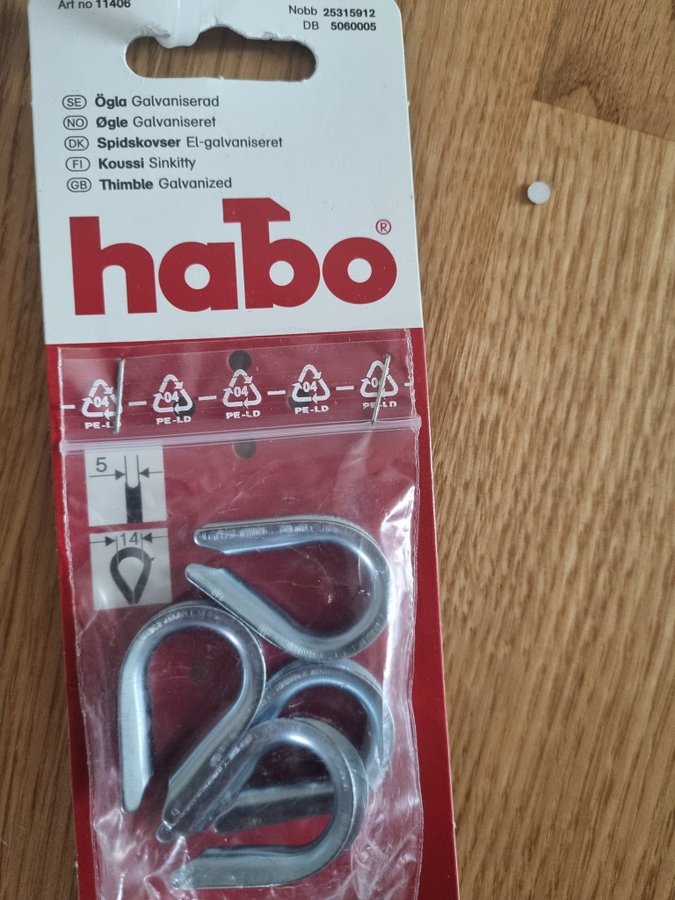 Art no 11406
Nobb 25315912
DB 5060005
SE Ögla Galvaniserad
NO Øgle Galvaniseret
DK Spidskovser El-galvaniseret
FI Koussi Sinkitty
GB Thimble Galvanized
habo®
04 04 04 04 04
PE-LD PE-LD PE-LD PE-LD
5
14